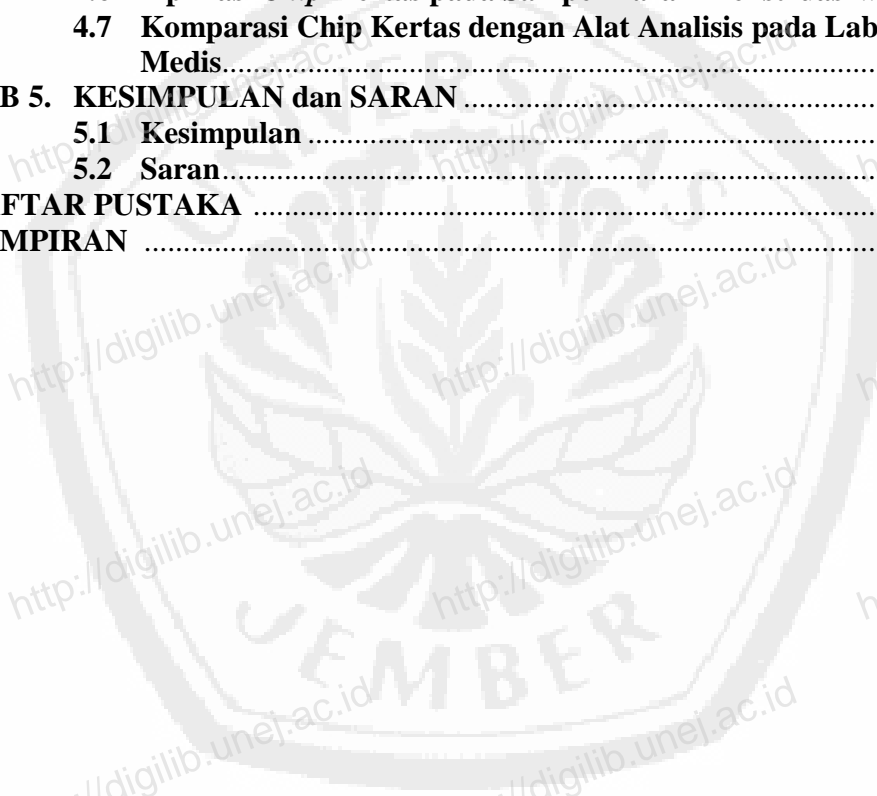 4.7 Komparasi Chip Kertas dengan Alat Analisis pada Lab
Medis
B 5. KESIMPULAN dan SARAN
5.1 Kesimpulan
5.2 Saran
FTAR PUSTAKA
MPIRAN
http://digilib.unej.ac.id
http://digilib.unej.ac.id
http://digilib.unej.ac.id
http://digilib.unej.ac.id
http://digilib.unej.ac.id
http://digilib.unej.ac.id
://digilib.unej.ac.id
://digilib.unej.ac.id
UNIVERS
S
JEMBER